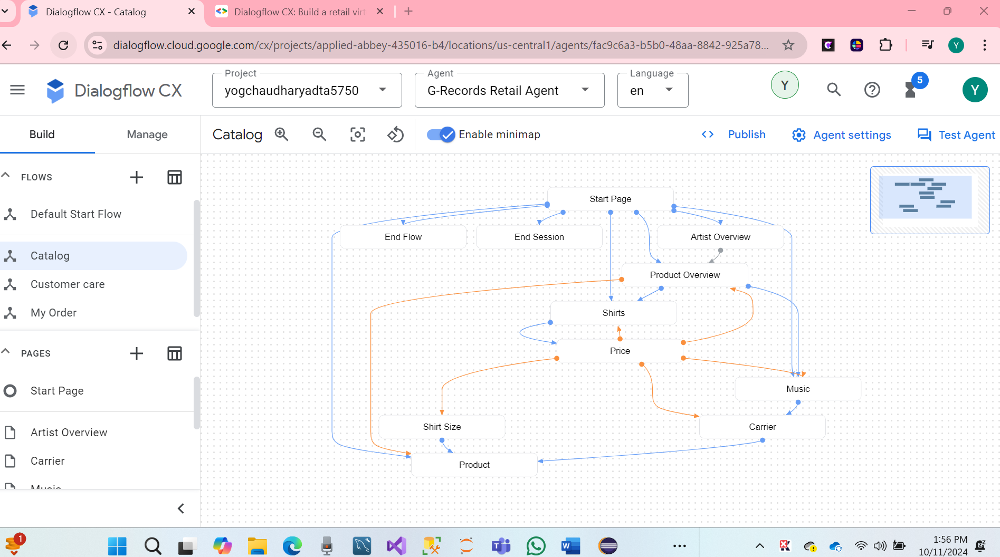 Dialogflow CX - Catalog
Dialogflow CX: Build a retail virt
dialogflow.cloud.google.com/cx/projects/applied-abbey-435016-b4/locations/us-central1/agents/fac9c6a3-b5b0-48aa-8842-925a78...
Y
Dialogflow CX
Project
yogchaudharyadta5750
Agent
G-Records Retail Agent
Language
en
Y
5
Y
Build
Manage
Catalog
Enable minimap
Publish
Agent settings
Test Agent
FLOWS
Default Start Flow
Catalog
Customer care
My Order
PAGES
Start Page
Artist Overview
Carrier
Music
Start Page
End Flow
End Session
Artist Overview
Product Overview
Shirts
Price
Music
Shirt Size
Carrier
Product
1
1:56 PM
10/11/2024